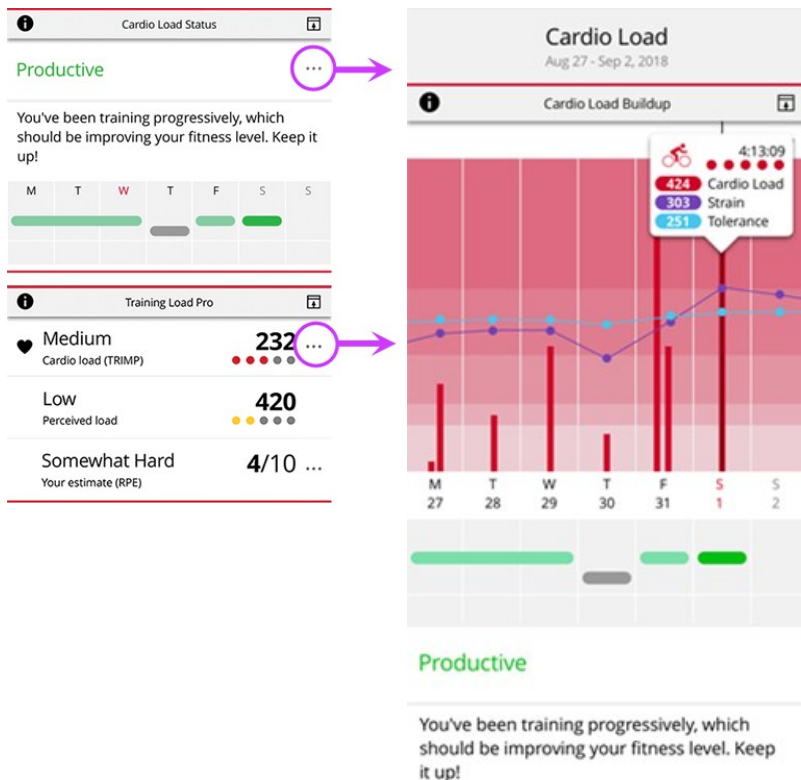 Cardio Load Status
Productive
You've been training progressively, which
should be improving your fitness level. Keep it
up!
M T W T F S S
Training Load Pro
Medium 232
Cardio load (TRIMP)
Low 420
Perceived load
Somewhat Hard 4/10
Your estimate (RPE)
Cardio Load
Aug 27 - Sep 2, 2018
Cardio Load Buildup
4:13:09
424 Cardio Load
303 Strain
251 Tolerance
M T W T F S S
27 28 29 30 31 1 2
Productive
You've been training progressively, which
should be improving your fitness level. Keep
it up!